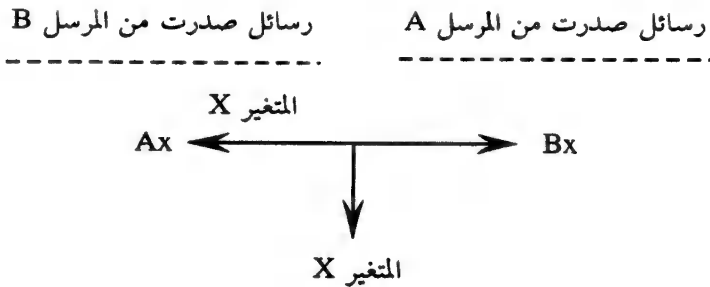 رسائل صدرت من المرسل A رسائل صدرت من المرسل B
المتغير X
Ax Bx
المتغير X